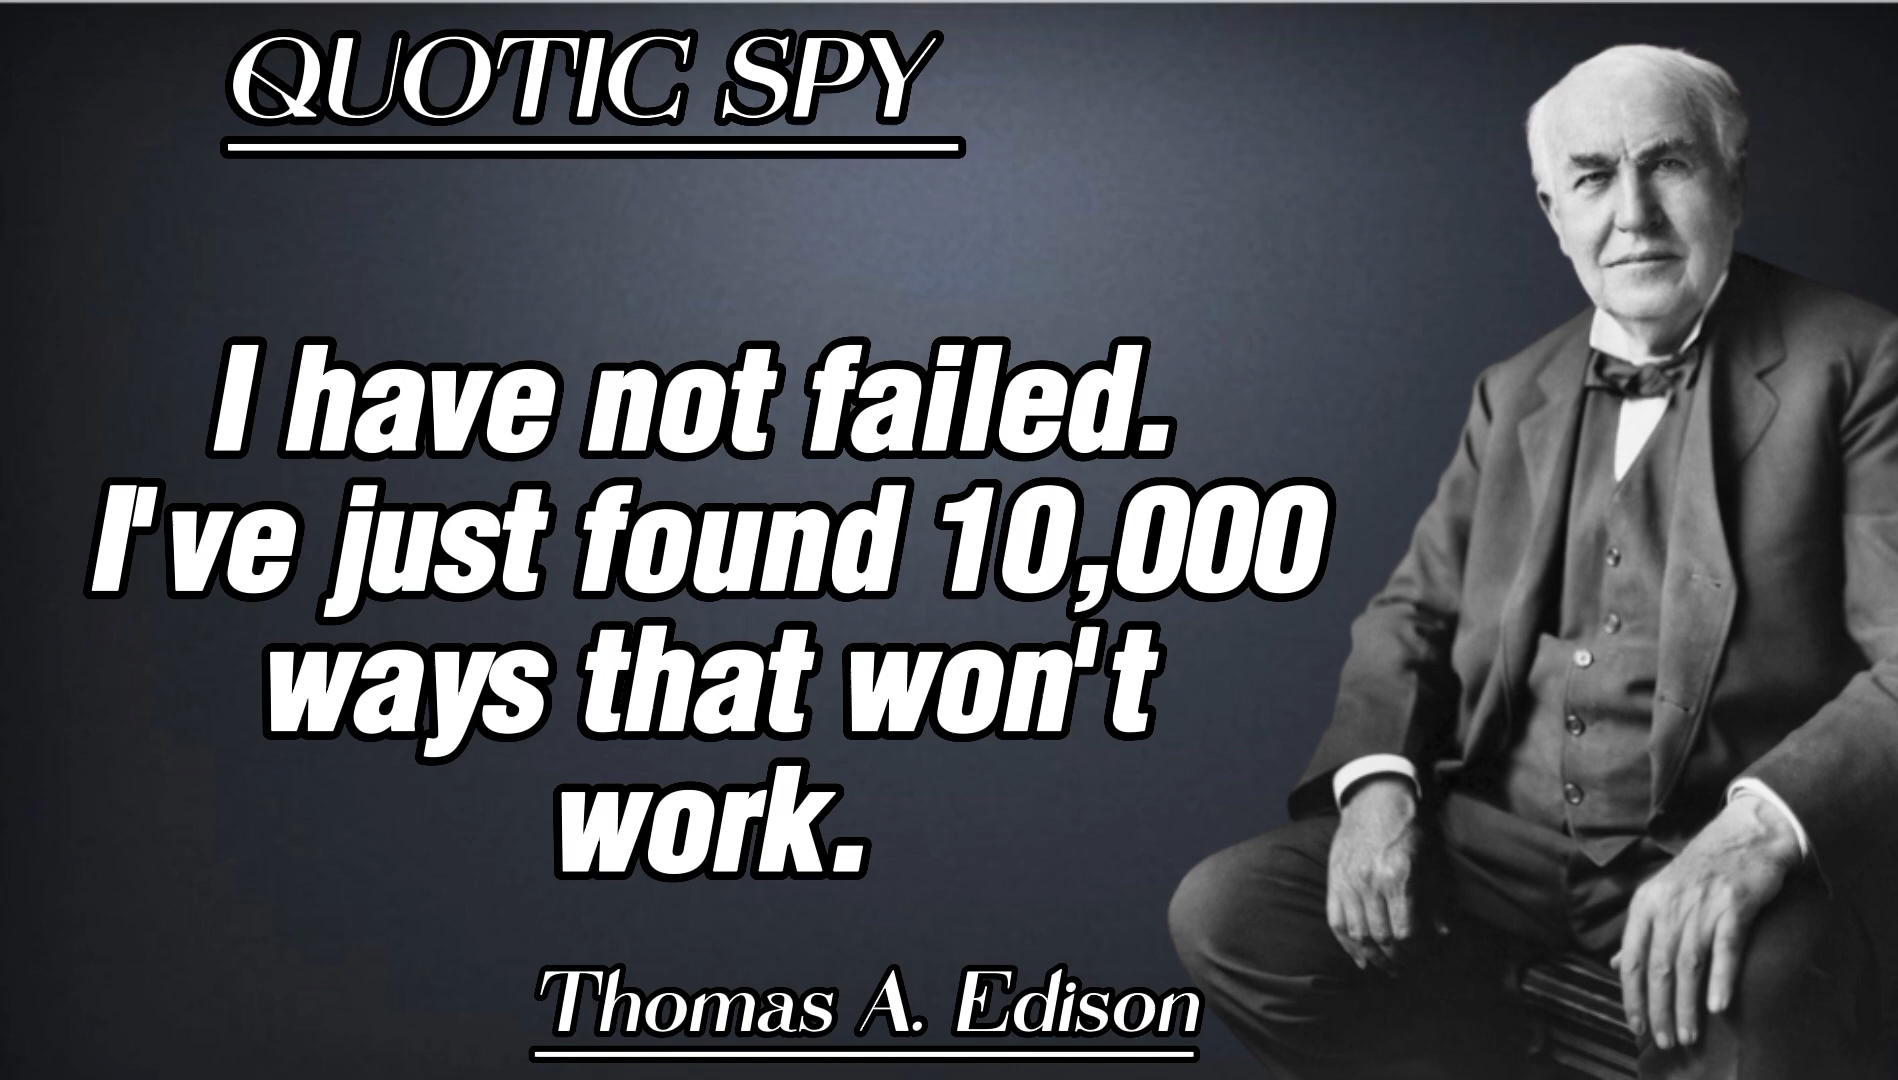 QUOTIC SPY
I have not failed.
I've just found 10,000
ways that won't
work.
Thomas A. Edison